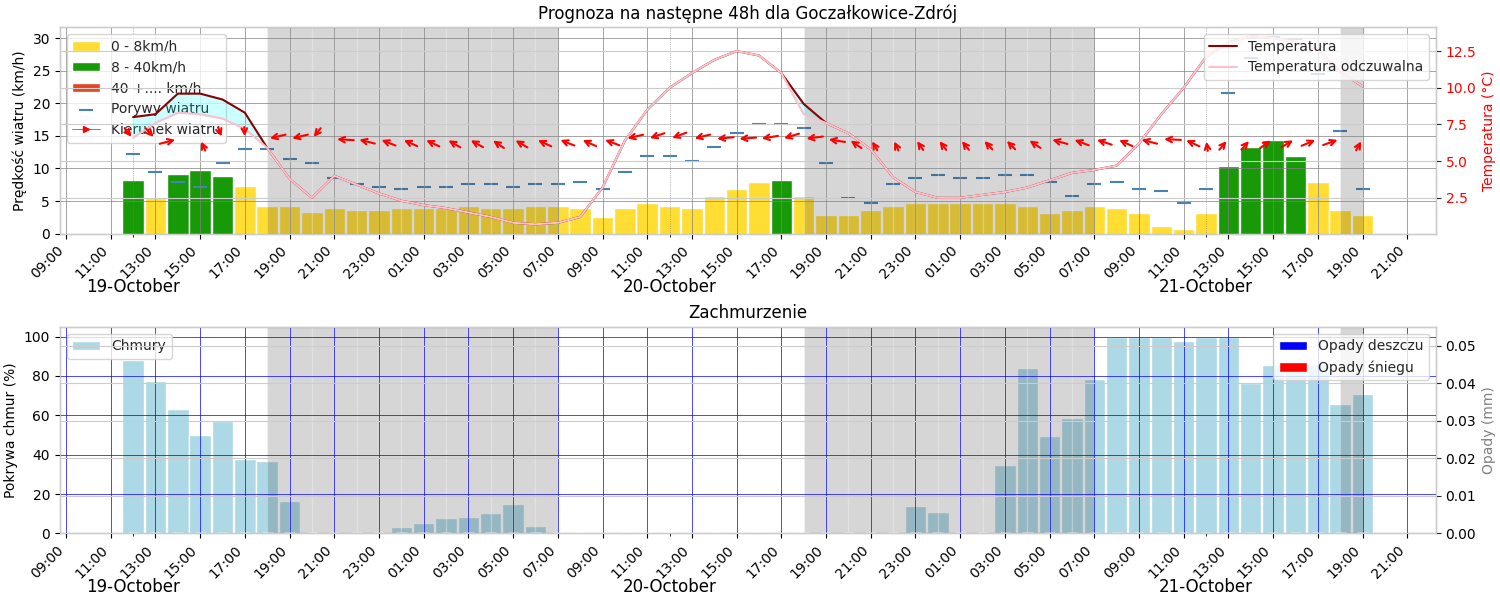 Prognoza na następne 48h dla Goczałkowice-Zdrój
Prędkość wiatru (km/h)
30
25
20
15
10
5
0
0 - 8km/h
8 - 40km/h
40 +.... km/h
Porywy wiatru
Kierunek wiatru
Temperatura
Temperatura odczuwalna
12.5
10.0
7.5
5.0
2.5
Temperatura (°C)
09:00 11:00 13:00 15:00 17:00 19:00 21:00 23:00 01:00 03:00 05:00 07:00 09:00 11:00 13:00 15:00 17:00 19:00 21:00 23:00 01:00 03:00 05:00 07:00 09:00 11:00 13:00 15:00 17:00 19:00 21:00
19-October 20-October 21-October
Zachmurzenie
Pokrywa chmur (%)
100
80
60
40
20
0
Chmury
Opady deszczu
Opady śniegu
0.05
0.04
0.03
0.02
0.01
0.00
Opady (mm)
09:00 11:00 13:00 15:00 17:00 19:00 21:00 23:00 01:00 03:00 05:00 07:00 09:00 11:00 13:00 15:00 17:00 19:00 21:00 23:00 01:00 03:00 05:00 07:00 09:00 11:00 13:00 15:00 17:00 19:00 21:00
19-October 20-October 21-October